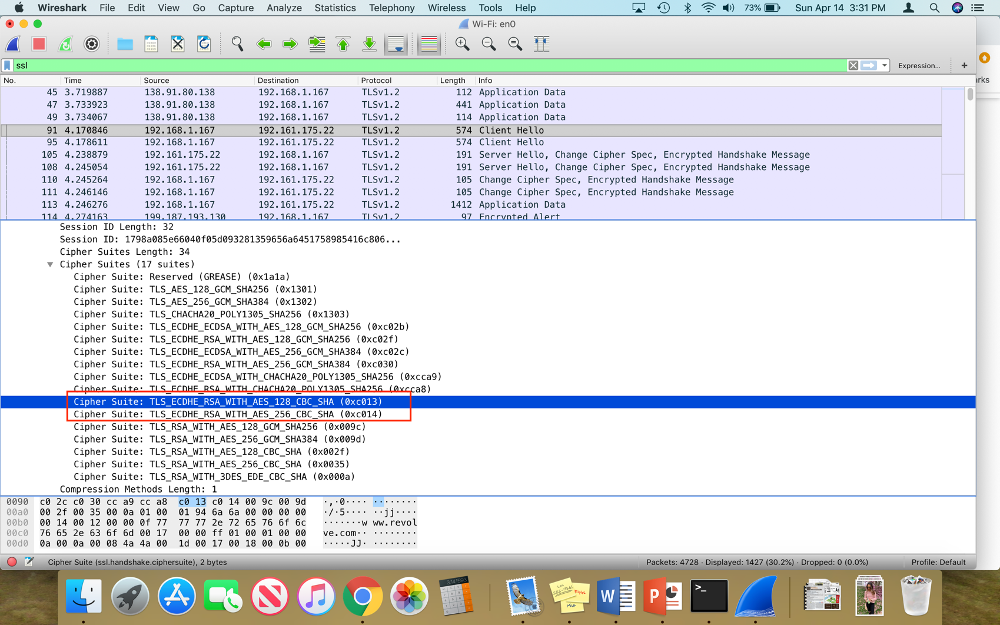 Wireshark File Edit View Go Capture Analyze Statistics Telephony Wireless Tools Help 73% Sun Apr 14 3:31 PM
Wi-Fi: en0
ssl Expression... +
rks
No. Time Source Destination Protocol Length Info
45 3.719887 138.91.80.138 192.168.1.167 TLSv1.2 112 Application Data
47 3.733923 138.91.80.138 192.168.1.167 TLSv1.2 441 Application Data
49 3.734067 138.91.80.138 192.168.1.167 TLSv1.2 114 Application Data
91 4.170846 192.168.1.167 192.161.175.22 TLSv1.2 574 Client Hello
95 4.178611 192.168.1.167 192.161.175.22 TLSv1.2 574 Client Hello
105 4.238879 192.161.175.22 192.168.1.167 TLSv1.2 191 Server Hello, Change Cipher Spec, Encrypted Handshake Message
108 4.245054 192.161.175.22 192.168.1.167 TLSv1.2 191 Server Hello, Change Cipher Spec, Encrypted Handshake Message
110 4.245264 192.168.1.167 192.161.175.22 TLSv1.2 105 Change Cipher Spec, Encrypted Handshake Message
111 4.246146 192.168.1.167 192.161.175.22 TLSv1.2 105 Change Cipher Spec, Encrypted Handshake Message
113 4.246276 192.168.1.167 192.161.175.22 TLSv1.2 1412 Application Data
114 4.274163 199.187.193.130 192.168.1.167 TLSv1.2 97 Encrypted Alert
Session ID Length: 32
Session ID: 1798a085e66040f05d093281359656a6451758985416c806...
Cipher Suites Length: 34
Cipher Suites (17 suites)
Cipher Suite: Reserved (GREASE) (0x1a1a)
Cipher Suite: TLS_AES_128_GCM_SHA256 (0x1301)
Cipher Suite: TLS_AES_256_GCM_SHA384 (0x1302)
Cipher Suite: TLS_CHACHA20_POLY1305_SHA256 (0x1303)
Cipher Suite: TLS_ECDHE_ECDSA_WITH_AES_128_GCM_SHA256 (0xc02b)
Cipher Suite: TLS_ECDHE_RSA_WITH_AES_128_GCM_SHA256 (0xc02f)
Cipher Suite: TLS_ECDHE_ECDSA_WITH_AES_256_GCM_SHA384 (0xc02c)
Cipher Suite: TLS_ECDHE_RSA_WITH_AES_256_GCM_SHA384 (0xc030)
Cipher Suite: TLS_ECDHE_ECDSA_WITH_CHACHA20_POLY1305_SHA256 (0xcca9)
Cipher Suite: TLS_ECDHE_RSA_WITH_CHACHA20_POLY1305_SHA256 (0xcca8)
Cipher Suite: TLS_ECDHE_RSA_WITH_AES_128_CBC_SHA (0xc013)
Cipher Suite: TLS_ECDHE_RSA_WITH_AES_256_CBC_SHA (0xc014)
Cipher Suite: TLS_RSA_WITH_AES_128_GCM_SHA256 (0x009c)
Cipher Suite: TLS_RSA_WITH_AES_256_GCM_SHA384 (0x009d)
Cipher Suite: TLS_RSA_WITH_AES_128_CBC_SHA (0x002f)
Cipher Suite: TLS_RSA_WITH_AES_256_CBC_SHA (0x0035)
Cipher Suite: TLS_RSA_WITH_3DES_EDE_CBC_SHA (0x000a)
Compression Methods Length: 1
0090 c0 2c c0 30 cc a9 cc a8 c0 13 c0 14 00 9c 00 9d ·,·0···· ········
00a0 00 2f 00 35 00 0a 01 00 01 94 6a 6a 00 00 00 00 ·/·5···· ··jj····
00b0 00 14 00 12 00 00 0f 77 77 77 2e 72 65 76 6f 6c ·······w ww.revol
00c0 76 65 2e 63 6f 6d 00 17 00 00 ff 01 00 01 00 00 ve.com·· ········
00d0 0a 00 0a 00 08 4a 4a 00 1d 00 17 00 18 00 0b 00 ·····JJ· ········
Cipher Suite (ssl.handshake.ciphersuite), 2 bytes Packets: 4728 · Displayed: 1427 (30.2%) · Dropped: 0 (0.0%) Profile: Default
3.141593
EGGS
MILK
W
P
>_